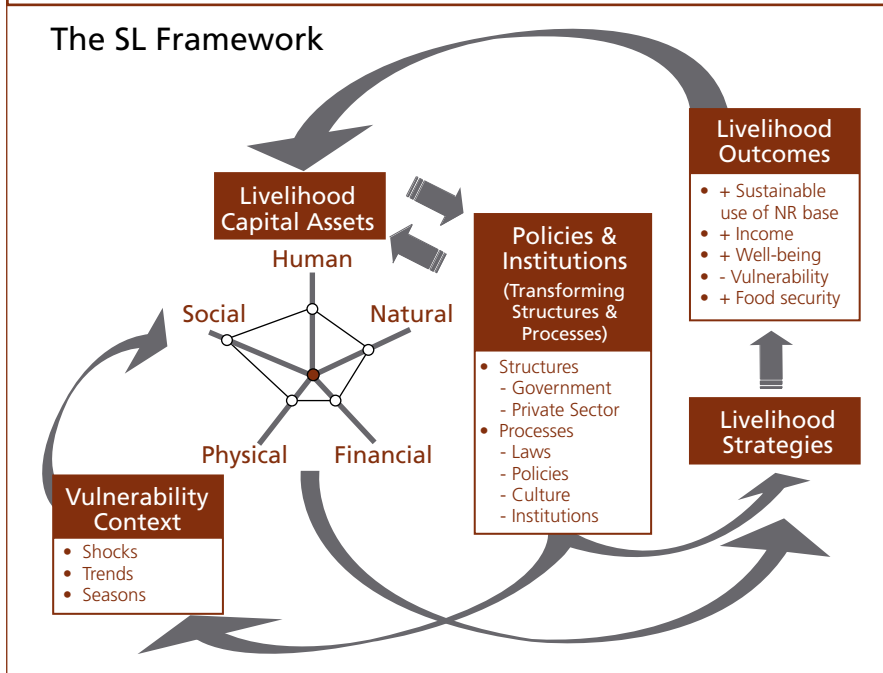 The SL Framework
Livelihood
Capital Assets
Human
Social
Natural
Physical
Financial
Vulnerability
Context
• Shocks
• Trends
• Seasons
Policies &
Institutions
(Transforming
Structures &
Processes)
• Structures
- Government
- Private Sector
• Processes
- Laws
- Policies
- Culture
- Institutions
Livelihood
Outcomes
• + Sustainable
use of NR base
• + Income
• + Well-being
• - Vulnerability
• + Food security
Livelihood
Strategies